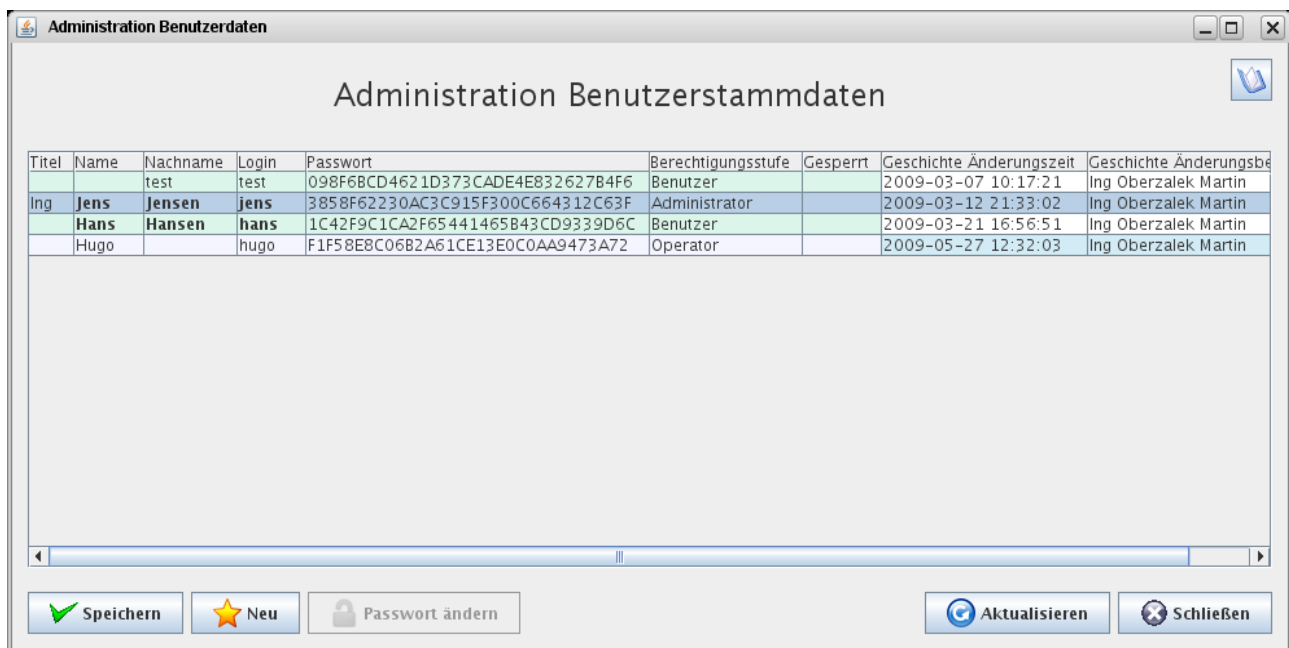 Administration Benutzerdaten
Administration Benutzerstammdaten
Titel Name Nachname Login Passwort Berechtigungsstufe Gesperrt Geschichte Änderungszeit Geschichte Änderungsbe
test test 098F6BCD4621D373CADE4E832627B4F6 Benutzer 2009-03-07 10:17:21 Ing Oberzalek Martin
Ing Jens Jensen jens 3858F62230AC3C915F300C664312C63F Administrator 2009-03-12 21:33:02 Ing Oberzalek Martin
Hans Hansen hans 1C42F9C1CA2F65441465B43CD9339D6C Benutzer 2009-03-21 16:56:51 Ing Oberzalek Martin
Hugo hugo F1F58E8C06B2A61CE13E0C0AA9473A72 Operator 2009-05-27 12:32:03 Ing Oberzalek Martin
Speichern Neu Passwort ändern Aktualisieren Schließen